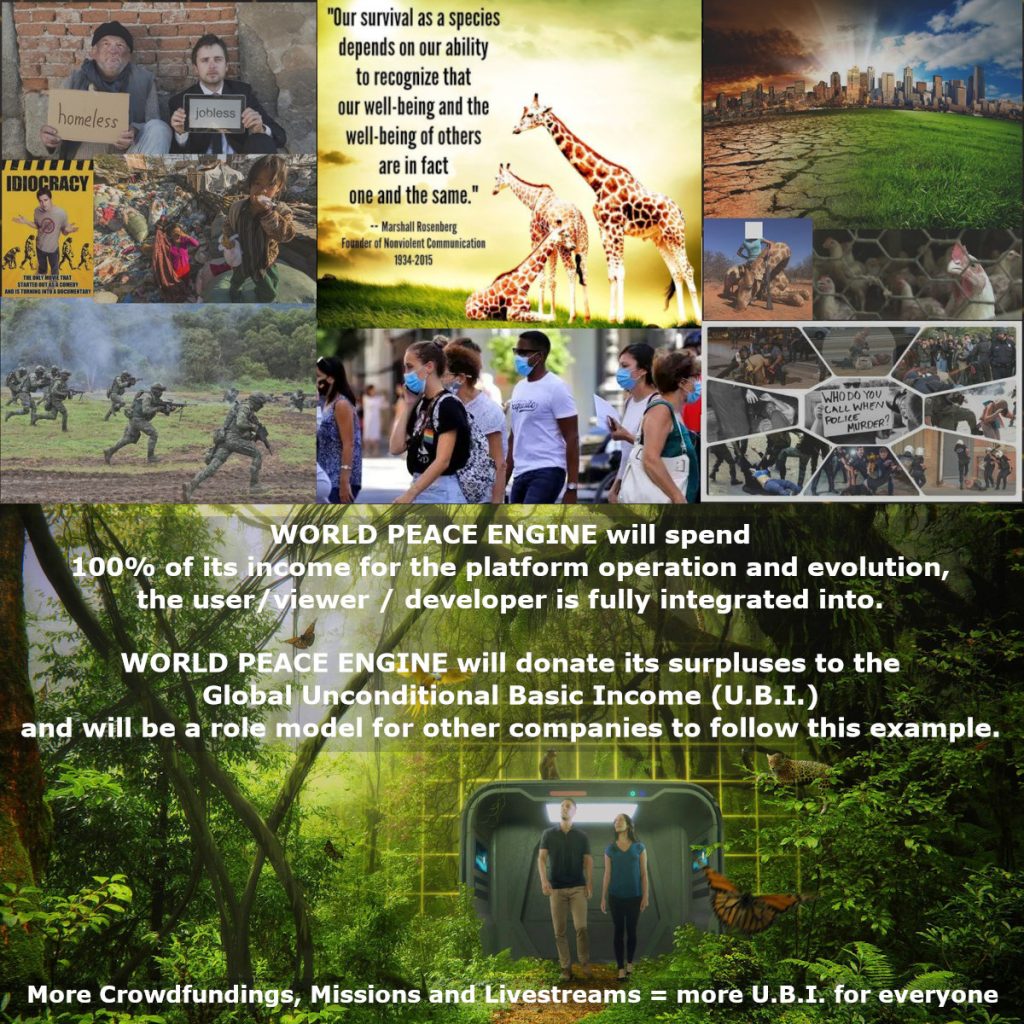 homeless
jobless
IDIOCRACY
THE ONLY MOVIE THAT
STARTED OUT AS A COMEDY
AND IS TURNING INTO A DOCUMENTARY
"Our survival as a species
depends on our ability
to recognize that
our well-being and the
well-being of others
are in fact
one and the same."
-- Marshall Rosenberg
Founder of Nonviolent Communication
1934-2015
WHO DO YOU
CALL WHEN
POLICE
MURDER?
WORLD PEACE ENGINE will spend
100% of its income for the platform operation and evolution,
the user/viewer / developer is fully integrated into.
WORLD PEACE ENGINE will donate its surpluses to the
Global Unconditional Basic Income (U.B.I.)
and will be a role model for other companies to follow this example.
More Crowdfundings, Missions and Livestreams = more U.B.I. for everyone